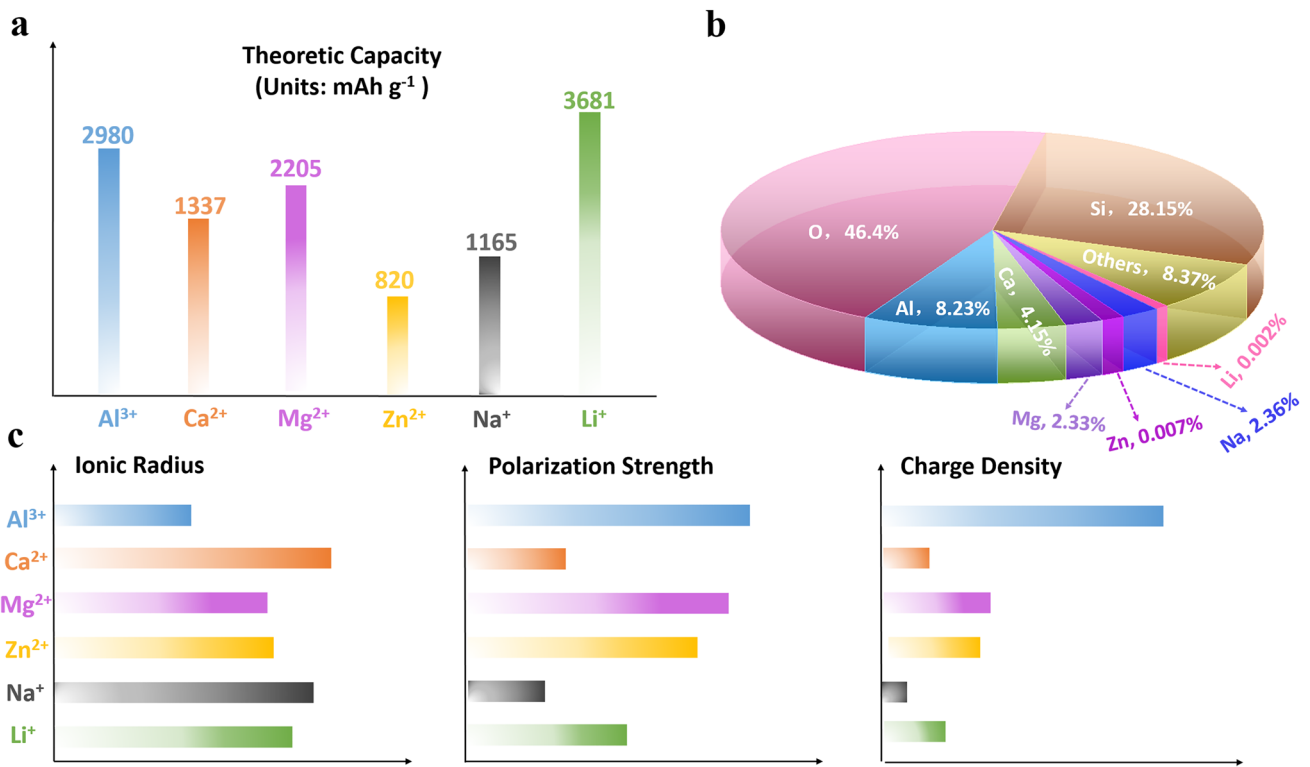 a
Theoretic Capacity
(Units: mAh g⁻¹ )
2980
1337
2205
820
1165
3681
Al³⁺
Ca²⁺
Mg²⁺
Zn²⁺
Na⁺
Li⁺
b
O， 46.4%
Si， 28.15%
Others， 8.37%
Al， 8.23%
Ca， 4.15%
Mg, 2.33%
Zn, 0.007%
Na, 2.36%
Li, 0.002%
c
Ionic Radius
Polarization Strength
Charge Density
Al³⁺
Ca²⁺
Mg²⁺
Zn²⁺
Na⁺
Li⁺